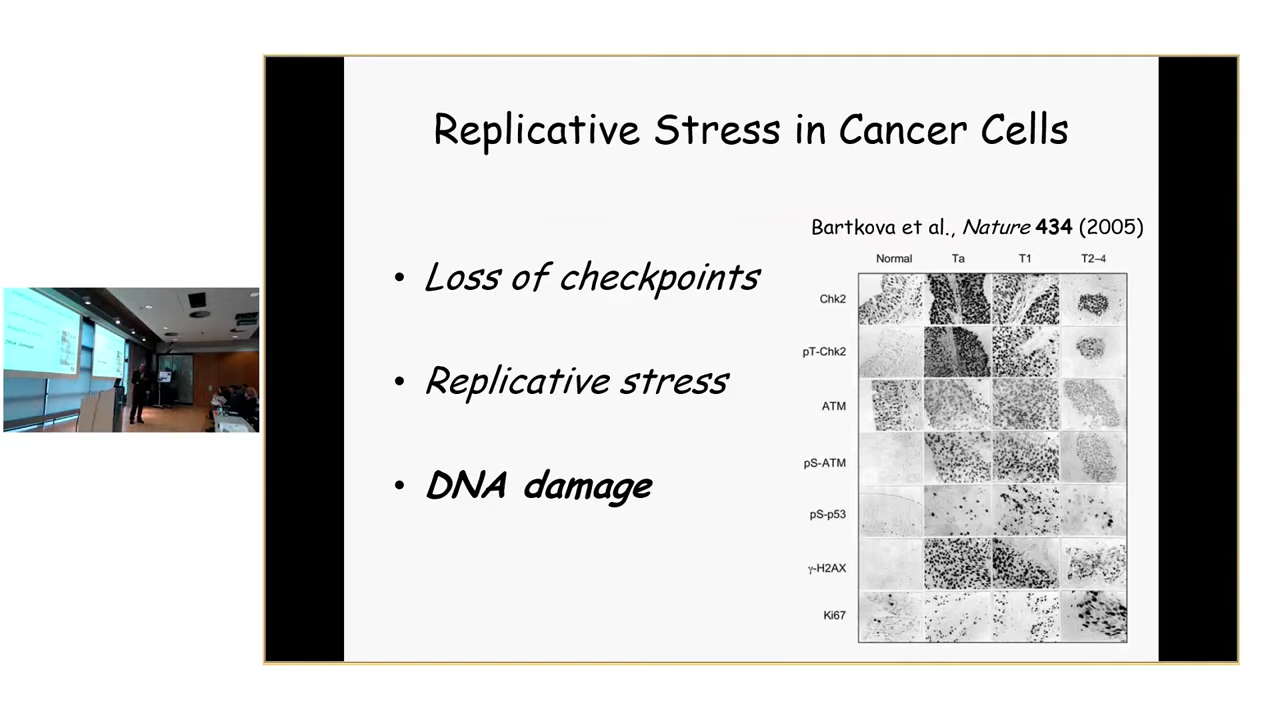 Replicative Stress in Cancer Cells
Bartkova et al., Nature 434 (2005)
• Loss of checkpoints
• Replicative stress
• DNA damage
Normal Ta T1 T2–4
Chk2
pT-Chk2
ATM
pS-ATM
pS-p53
γ-H2AX
Ki67